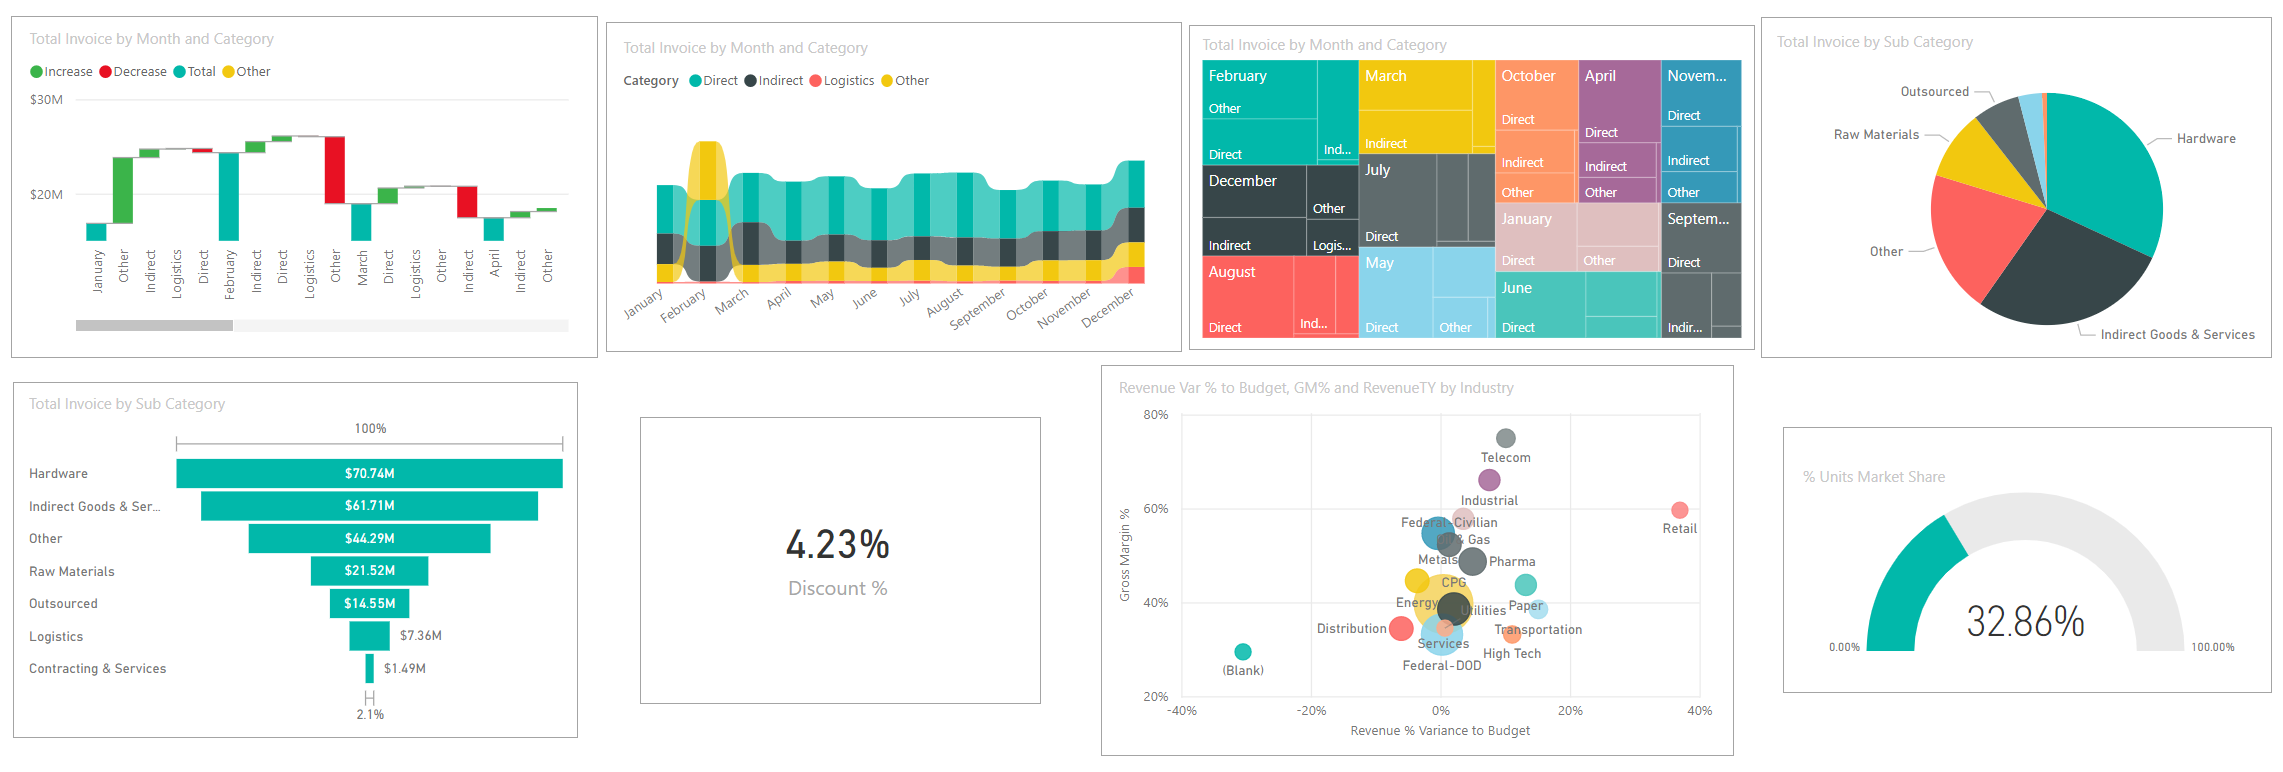 Total Invoice by Month and Category
Increase Decrease Total Other
$30M
$20M
January
Other
Indirect
Logistics
Direct
February
Indirect
Direct
Logistics
Other
March
Direct
Logistics
Other
Indirect
April
Indirect
Other
Total Invoice by Month and Category
Category Direct Indirect Logistics Other
January
February
March
April
May
June
July
August
September
October
November
December
Total Invoice by Month and Category
February
Other
Direct
Ind...
December
Other
Indirect
Logis...
August
Direct
Ind...
March
Indirect
July
Direct
May
Direct
Other
October
Direct
Indirect
Other
April
Direct
Indirect
Other
Novem...
Direct
Indirect
Other
January
Direct
Other
June
Direct
Septem...
Direct
Indir...
Total Invoice by Sub Category
Outsourced
Raw Materials
Other
Hardware
Indirect Goods & Services
Total Invoice by Sub Category
100%
Hardware $70.74M
Indirect Goods & Ser... $61.71M
Other $44.29M
Raw Materials $21.52M
Outsourced $14.55M
Logistics $7.36M
Contracting & Services $1.49M
2.1%
4.23%
Discount %
Revenue Var % to Budget, GM% and RevenueTY by Industry
Gross Margin %
80%
60%
40%
20%
Telecom
Industrial
Retail
Federal-Civilian
& Gas
Metals
Pharma
CPG
Energy
Utilities
Paper
Distribution
Transportation
Services
High Tech
Federal-DOD
(Blank)
-40% -20% 0% 20% 40%
Revenue % Variance to Budget
% Units Market Share
32.86%
0.00% 100.00%